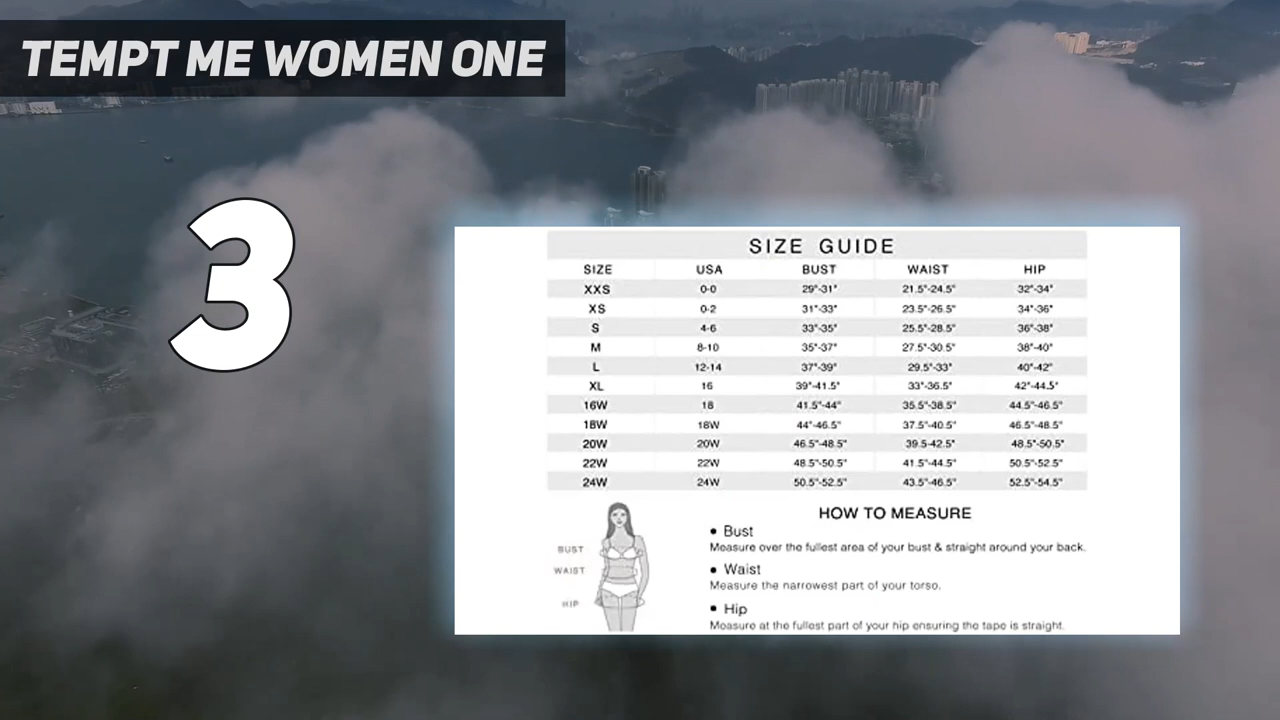 TEMPT ME WOMEN ONE
3
SIZE GUIDE
SIZE USA BUST WAIST HIP
XXS 0-0 29"-31" 21.5"-24.5" 32"-34"
XS 0-2 31"-33" 23.5"-26.5" 34"-36"
S 4-6 33"-35" 25.5"-28.5" 36"-38"
M 8-10 35"-37" 27.5"-30.5" 38"-40"
L 12-14 37"-39" 29.5"-33" 40"-42"
XL 16 39"-41.5" 33"-36.5" 42"-44.5"
16W 18 41.5"-44" 35.5"-38.5" 44.5"-46.5"
18W 18W 44"-46.5" 37.5"-40.5" 46.5"-48.5"
20W 20W 46.5"-48.5" 39.5-42.5" 48.5"-50.5"
22W 22W 48.5"-50.5" 41.5"-44.5" 50.5"-52.5"
24W 24W 50.5"-52.5" 43.5"-46.5" 52.5"-54.5"
HOW TO MEASURE
• Bust
Measure over the fullest area of your bust & straight around your back.
• Waist
Measure the narrowest part of your torso.
• Hip
Measure at the fullest part of your hip ensuring the tape is straight.
BUST
WAIST
HIP